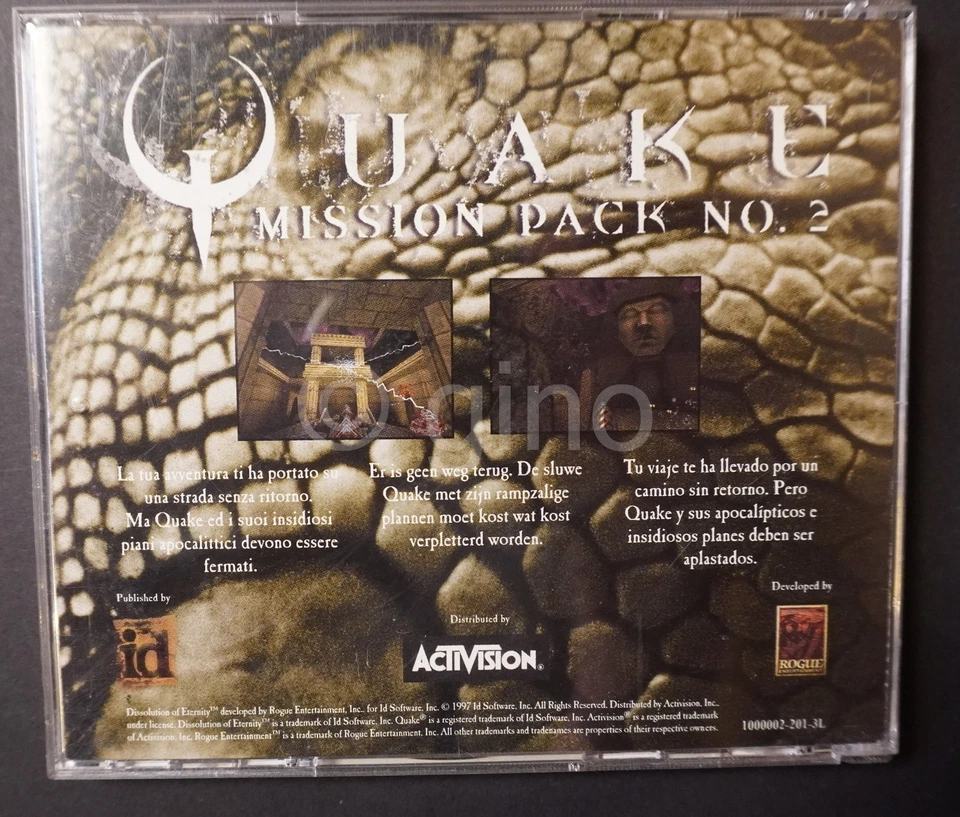 QUAKE
MISSION PACK NO. 2
© gino
La tua avventura ti ha portato su
una strada senza ritorno.
Ma Quake ed i suoi insidiosi
piani apocalittici devono essere
fermati.
Er is geen weg terug. De sluwe
Quake met zijn rampzalige
plannen moet kost wat kost
verpletterd worden.
Tu viaje te ha llevado por un
camino sin retorno. Pero
Quake y sus apocalípticos e
insidiosos planes deben ser
aplastados.
Published by
id
Distributed by
ACTIVISION®
Developed by
ROGUE
ENTERTAINMENT
Dissolution of Eternity™ developed by Rogue Entertainment, Inc., for Id Software, Inc. © 1997 Id Software, Inc. All Rights Reserved. Distributed by Activision, Inc.
under license. Dissolution of Eternity™ is a trademark of Id Software, Inc. Quake® is a registered trademark of Id Software, Inc. Activision® is a registered trademark
of Activision, Inc. Rogue Entertainment™ is a trademark of Rogue Entertainment, Inc. All other trademarks and tradenames are properties of their respective owners.
1000002-201-3L